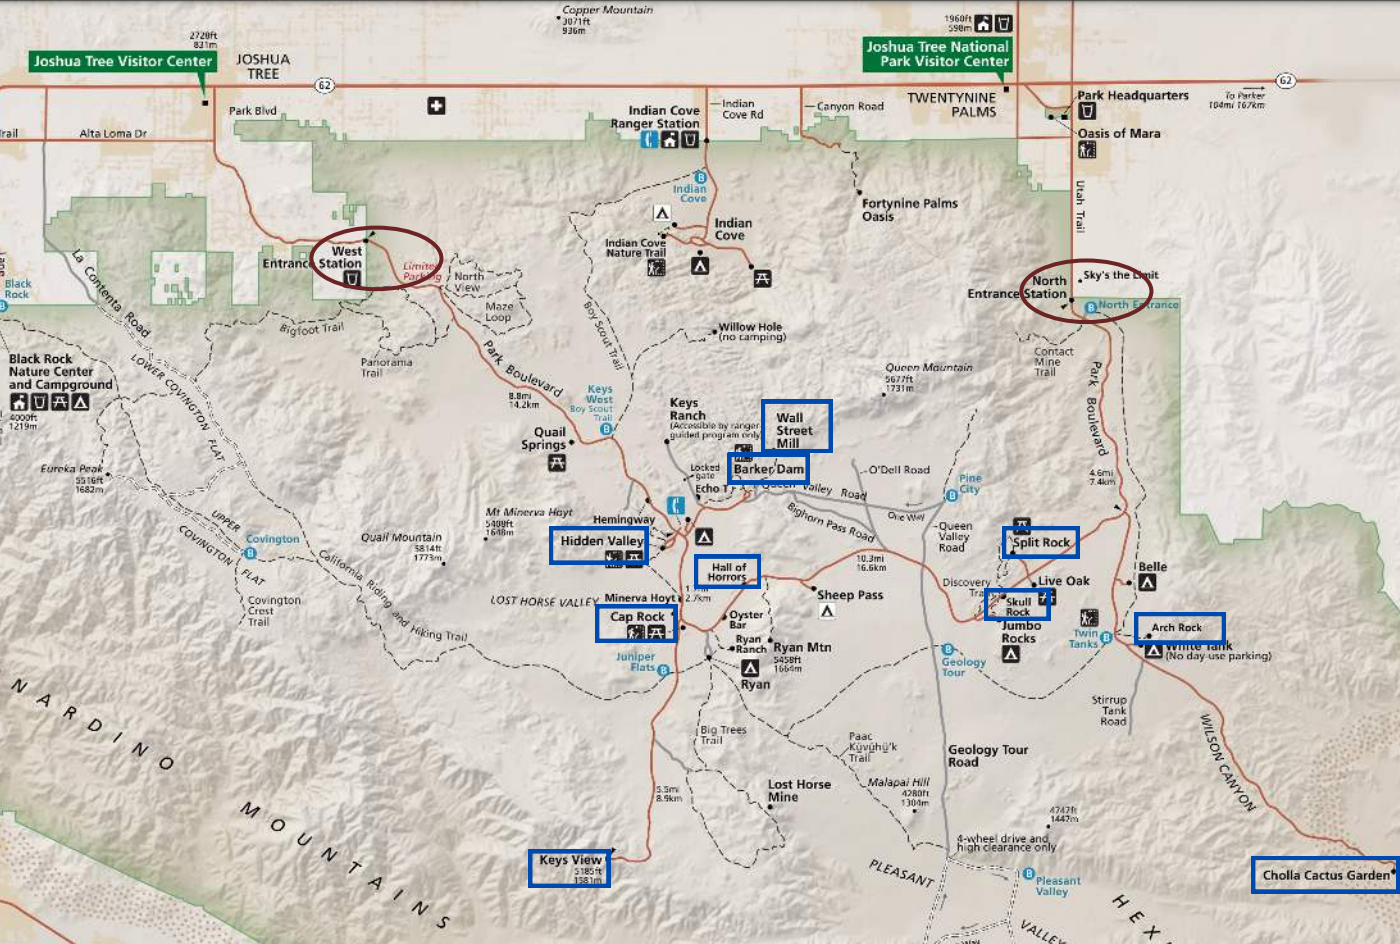 Copper Mountain
3071ft
936m
2720ft
831m
Joshua Tree Visitor Center
JOSHUA
TREE
62
1960ft
598m
Joshua Tree National
Park Visitor Center
62
To Parker
104mi 167km
Park Blvd
Alta Loma Dr
Indian Cove
Ranger Station
Indian
Cove Rd
Canyon Road
TWENTYNINE
PALMS
Park Headquarters
Oasis of Mara
Utah Trail
B
Indian
Cove
Fortynine Palms
Oasis
Indian
Cove
Indian Cove
Nature Trail
La Contenta Road
West
Entrance Station
Limited
Parking
North
View
Maze
Loop
Sky's the Limit
North
Entrance Station
B North Entrance
Black
Rock
B
Bigfoot Trail
Panorama
Trail
Boy Scout Trail
Willow Hole
(no camping)
Contact
Mine
Trail
Park Boulevard
Park Boulevard
8.8mi
14.2km
Black Rock
Nature Center
and Campground
4000ft
1219m
LOWER COVINGTON FLAT
Queen Mountain
5677ft
1731m
Keys
West
Boy Scout
Trail
B
Keys
Ranch
(Accessible by ranger-
guided program only)
Wall
Street
Mill
Quail
Springs
Barker Dam
Locked
gate
Echo T
Queen Valley Road
O'Dell Road
Pine
City
B
4.6mi
7.4km
Eureka Peak
5516ft
1682m
UPPER
COVINGTON FLAT
Covington
B
Mt Minerva Hoyt
5408ft
1648m
Quail Mountain
5814ft
1773m
Hemingway
Hidden Valley
Bighorn Pass Road
One Way
Queen
Valley
Road
Split Rock
10.3mi
16.6km
Hall of
Horrors
Discovery
Live Oak
Belle
Skull
Rock
Jumbo
Rocks
Covington
Crest
Trail
California Riding and Hiking Trail
LOST HORSE VALLEY
Minerva Hoyt
2.7km
Cap Rock
Sheep Pass
Oyster
Bar
Ryan
Ranch
Ryan Mtn
5458ft
1664m
Ryan
Juniper
Flats
B
Twin
Tanks
B
Arch Rock
White Tank
(No day-use parking)
B
Geology
Tour
Stirrup
Tank
Road
Big Trees
Trail
Geology Tour
Road
WILSON CANYON
5.5mi
8.9km
Lost Horse
Mine
Malapai Hill
4280ft
1304m
4747ft
1447m
4-wheel drive and
high clearance only
Keys View
5185ft
1581m
PLEASANT
VALLEY
B
Pleasant
Valley
Cholla Cactus Garden
NARDINO
MOUNTAINS
HEX